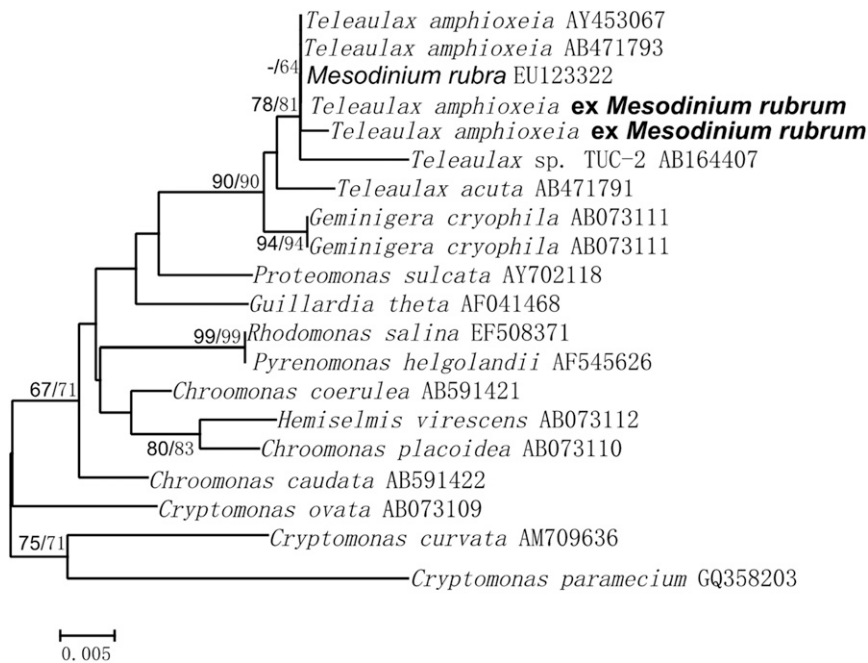 Teleaulax amphioxeia AY453067
Teleaulax amphioxeia AB471793
-/64
Mesodinium rubra EU123322
78/81
Teleaulax amphioxeia ex Mesodinium rubrum
Teleaulax amphioxeia ex Mesodinium rubrum
Teleaulax sp. TUC-2 AB164407
90/90
Teleaulax acuta AB471791
Geminigera cryophila AB073111
94/94
Geminigera cryophila AB073111
Proteomonas sulcata AY702118
Guillardia theta AF041468
99/99
Rhodomonas salina EF508371
Pyrenomonas helgolandii AF545626
67/71
Chroomonas coerulea AB591421
Hemiselmis virescens AB073112
80/83
Chroomonas placoidea AB073110
Chroomonas caudata AB591422
Cryptomonas ovata AB073109
75/71
Cryptomonas curvata AM709636
Cryptomonas paramecium GQ358203
0.005